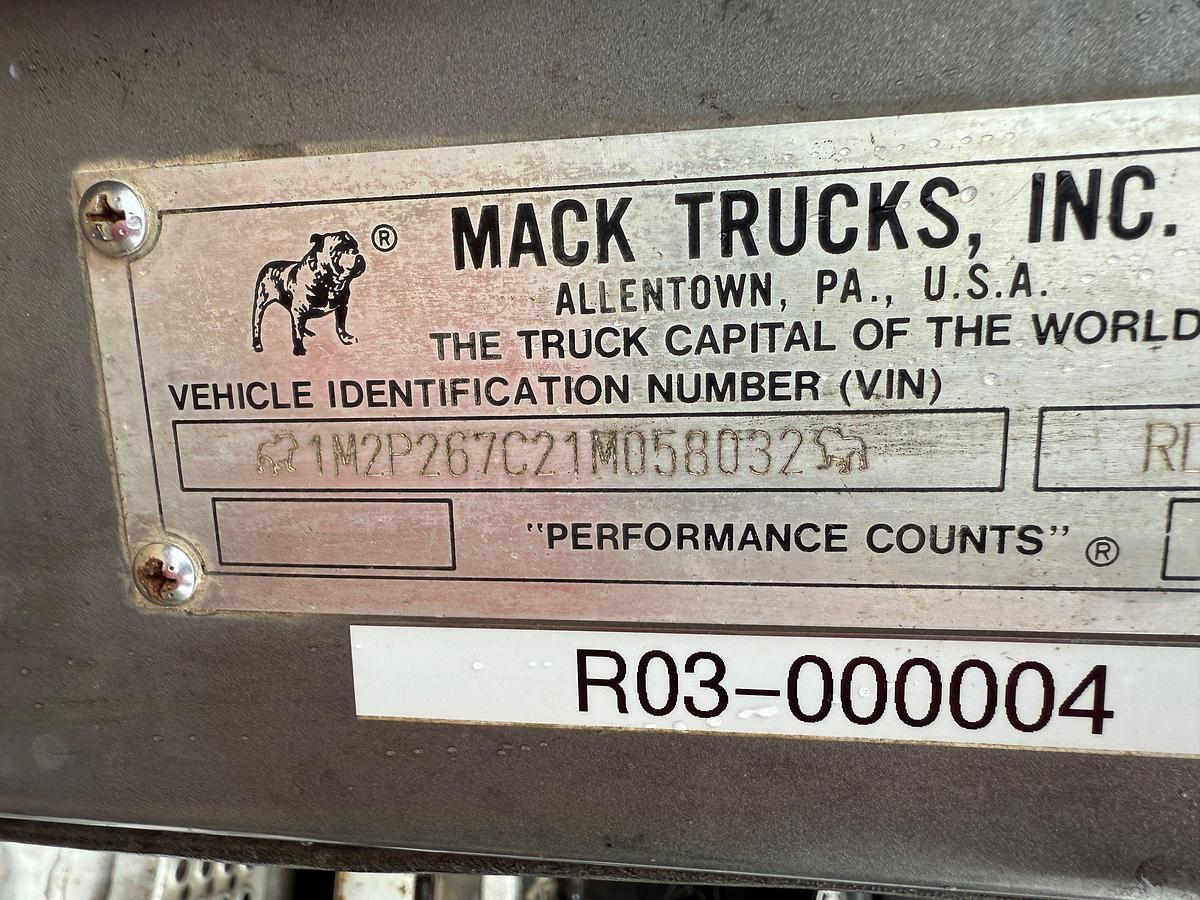 ®
MACK TRUCKS, INC.
ALLENTOWN, PA., U.S.A.
THE TRUCK CAPITAL OF THE WORLD
VEHICLE IDENTIFICATION NUMBER (VIN)
1M2P267C21M058032
"PERFORMANCE COUNTS" ®
R03-000004